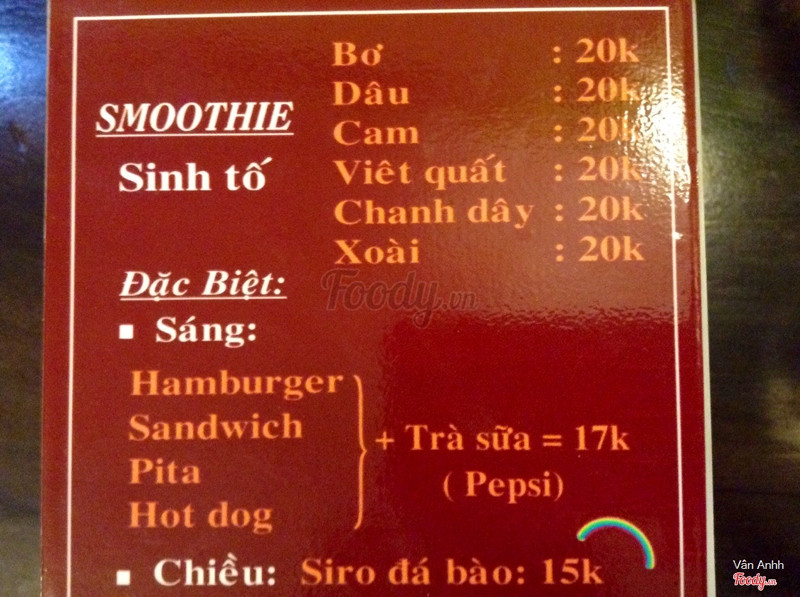 SMOOTHIE
Sinh tố
Bơ : 20k
Dâu : 20k
Cam : 20k
Viêt quất : 20k
Chanh dây : 20k
Xoài : 20k
Đặc Biệt:
Sáng:
Hamburger
Sandwich
Pita
Hot dog
+ Trà sữa = 17k
( Pepsi)
Chiều: Siro đá bào: 15k
Foody.vn
Vân Anhh
Foody.vn